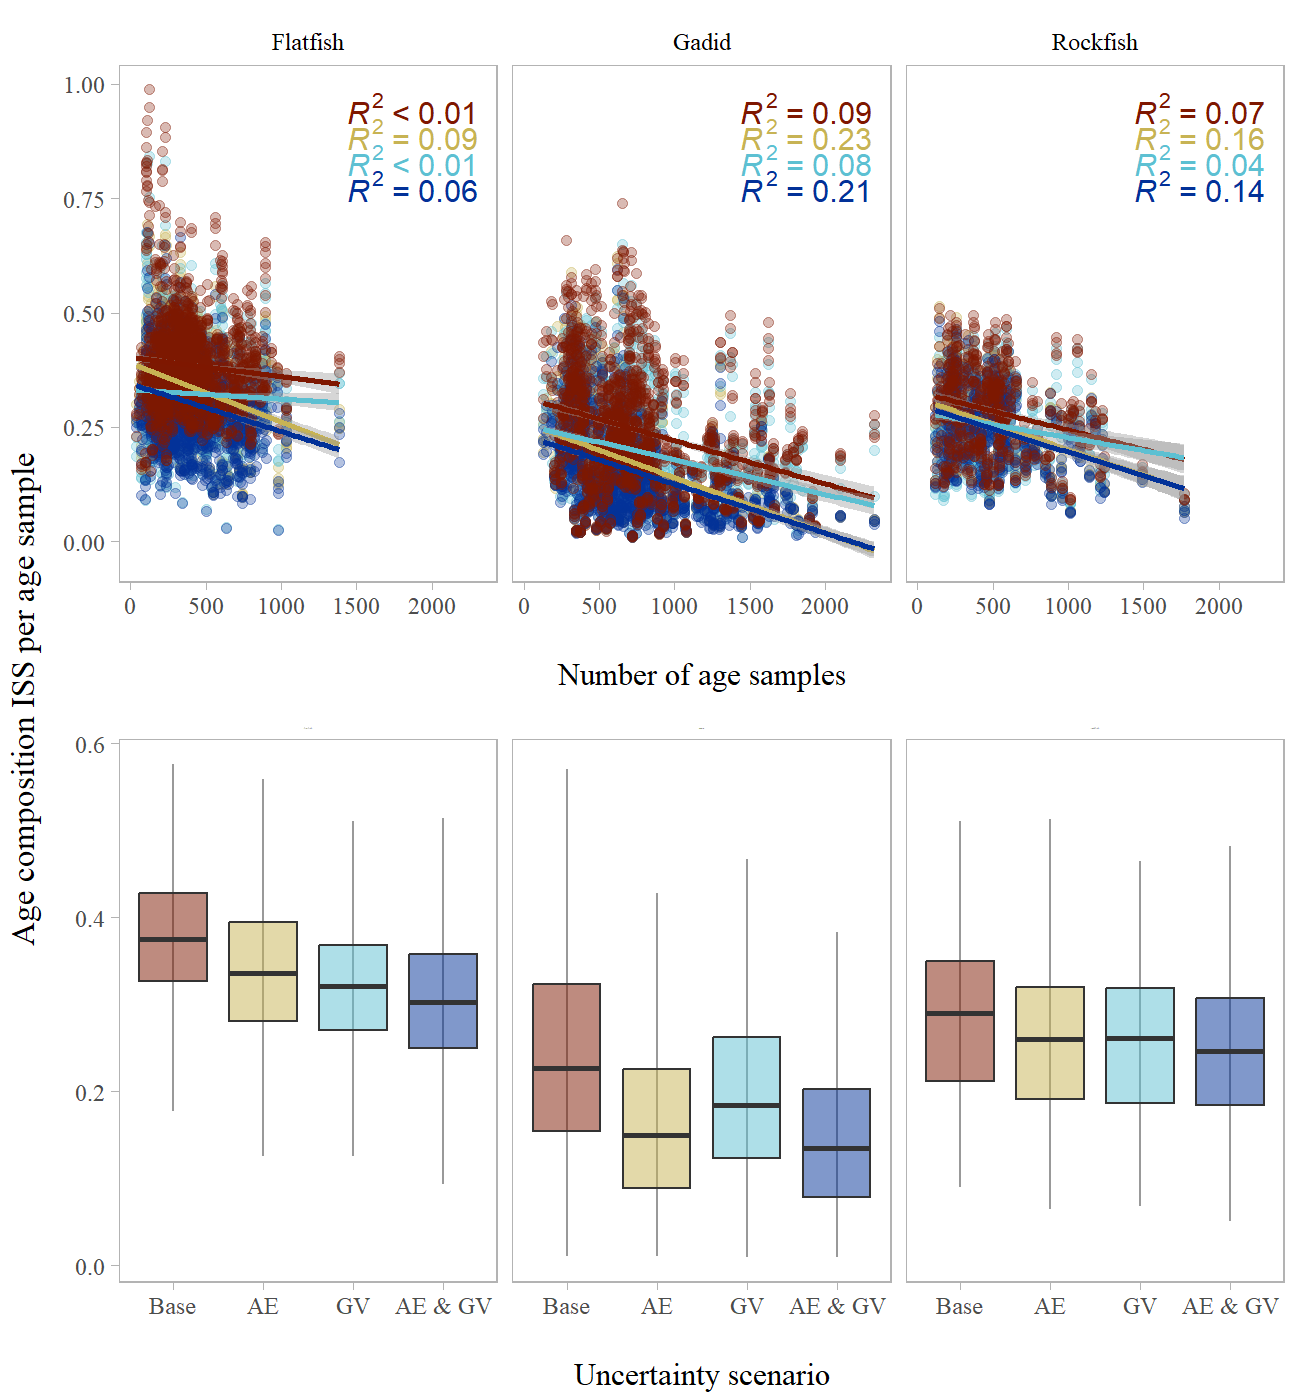 Flatfish
Gadid
Rockfish
1.00
0.75
0.50
0.25
0.00
R² < 0.01
R² = 0.09
R² < 0.01
R² = 0.06
R² = 0.09
R² = 0.23
R² = 0.08
R² = 0.21
R² = 0.07
R² = 0.16
R² = 0.04
R² = 0.14
0 500 1000 1500 2000
0 500 1000 1500 2000
0 500 1000 1500 2000
Number of age samples
Age composition ISS per age sample
0.6
0.4
0.2
0.0
Base AE GV AE & GV
Base AE GV AE & GV
Base AE GV AE & GV
Uncertainty scenario